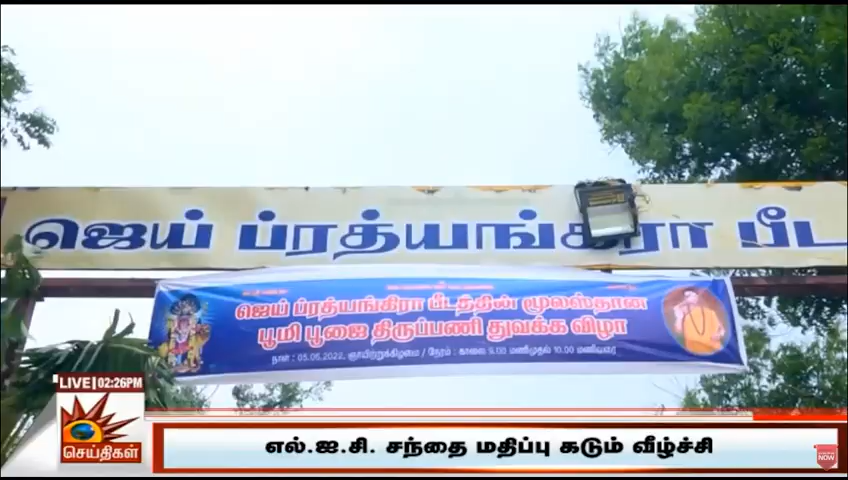 ஜெய் ப்ரத்யங்கிரா பீட
ஜெய் ப்ரத்யங்கிரா பீடத்தில் மூலஸ்தான
பூமி பூஜை திருப்பணி துவக்க விழா
நாள் : 05.06.2022, ஞாயிற்றுக்கிழமை / நேரம் : காலை 9.00 மணிமுதல் 10.00 மணிவரை
LIVE 02:26PM
செய்திகள்
எல்.ஐ.சி. சந்தை மதிப்பு கடும் வீழ்ச்சி
NOW